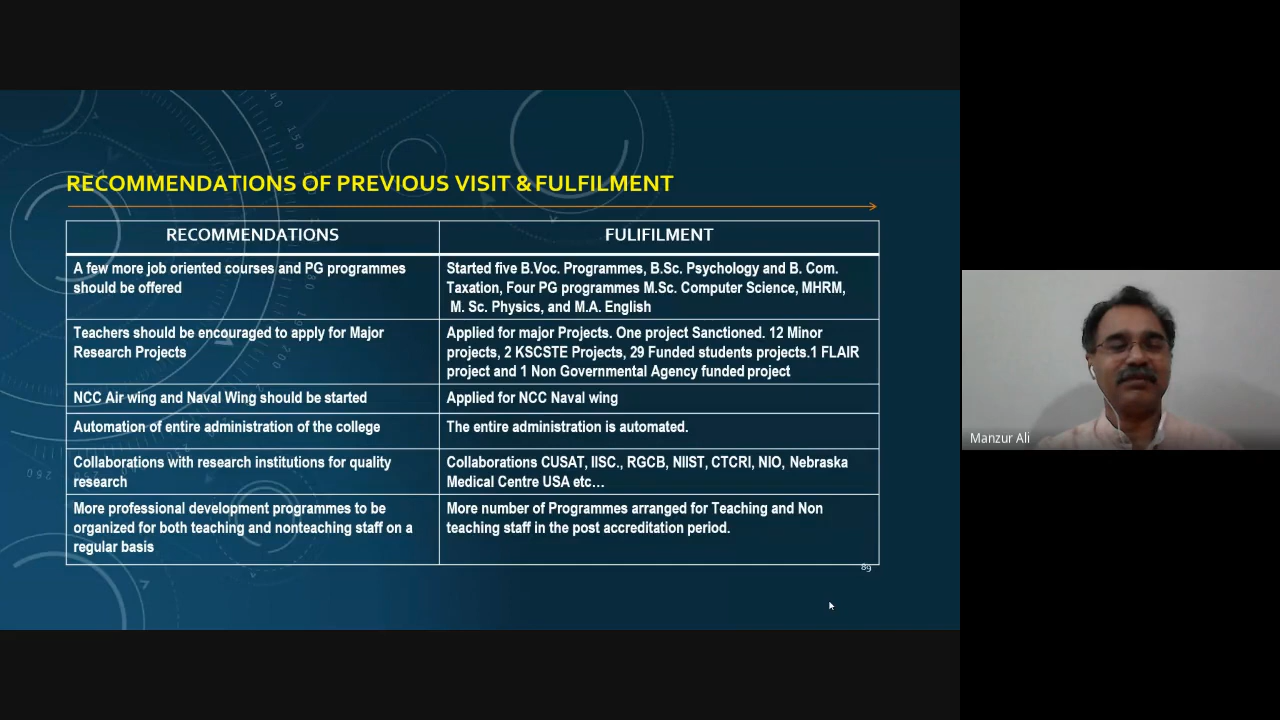 RECOMMENDATIONS OF PREVIOUS VISIT & FULFILMENT
RECOMMENDATIONS
FULIFILMENT
A few more job oriented courses and PG programmes
should be offered
Started five B.Voc. Programmes, B.Sc. Psychology and B. Com.
Taxation, Four PG programmes M.Sc. Computer Science, MHRM,
M. Sc. Physics, and M.A. English
Teachers should be encouraged to apply for Major
Research Projects
Applied for major Projects. One project Sanctioned. 12 Minor
projects, 2 KSCSTE Projects, 29 Funded students projects.1 FLAIR
project and 1 Non Governmental Agency funded project
NCC Air wing and Naval Wing should be started
Applied for NCC Naval wing
Automation of entire administration of the college
The entire administration is automated.
Collaborations with research institutions for quality
research
Collaborations CUSAT, IISC., RGCB, NIIST, CTCRI, NIO, Nebraska
Medical Centre USA etc…
More professional development programmes to be
organized for both teaching and nonteaching staff on a
regular basis
More number of Programmes arranged for Teaching and Non
teaching staff in the post accreditation period.
89
Manzur Ali